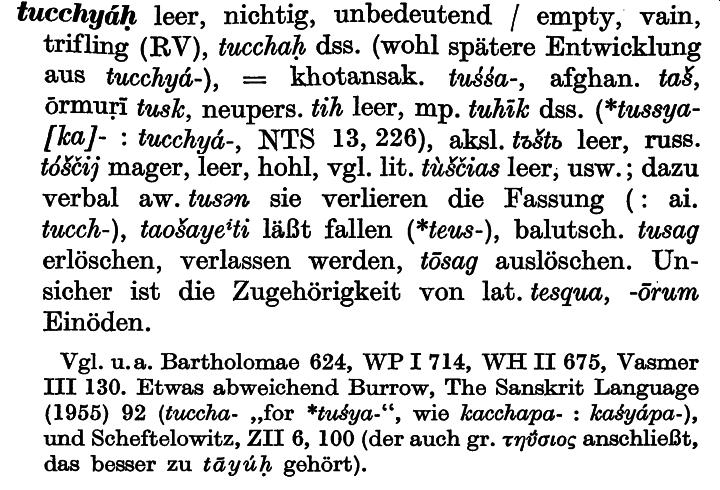 tucchyáḥ leer, nichtig, unbedeutend / empty, vain,
trifling (RV), tucchaḥ dss. (wohl spätere Entwicklung
aus tucchyá-), = khotansak. tuśśa-, afghan. taš,
ōrmuṛī tusk, neupers. tih leer, mp. tuhīk dss. (*tussya-
[ka]- : tucchyá-, NTS 13, 226), aksl. tъštь leer, russ.
tóščij mager, leer, hohl, vgl. lit. tùščias leer, usw.; dazu
verbal aw. tusən sie verlieren die Fassung (: ai.
tucch-), taošayeⁱti läßt fallen (*teus-), balutsch. tusag
erlöschen, verlassen werden, tōsag auslöschen. Un-
sicher ist die Zugehörigkeit von lat. tesqua, -ōrum
Einöden.
Vgl. u. a. Bartholomae 624, WP I 714, WH II 675, Vasmer
III 130. Etwas abweichend Burrow, The Sanskrit Language
(1955) 92 (tuccha- „for *tuśya-“, wie kacchapa- : kaśyápa-),
und Scheftelowitz, ZII 6, 100 (der auch gr. τηΰσιος anschließt,
das besser zu tāyúḥ gehört).